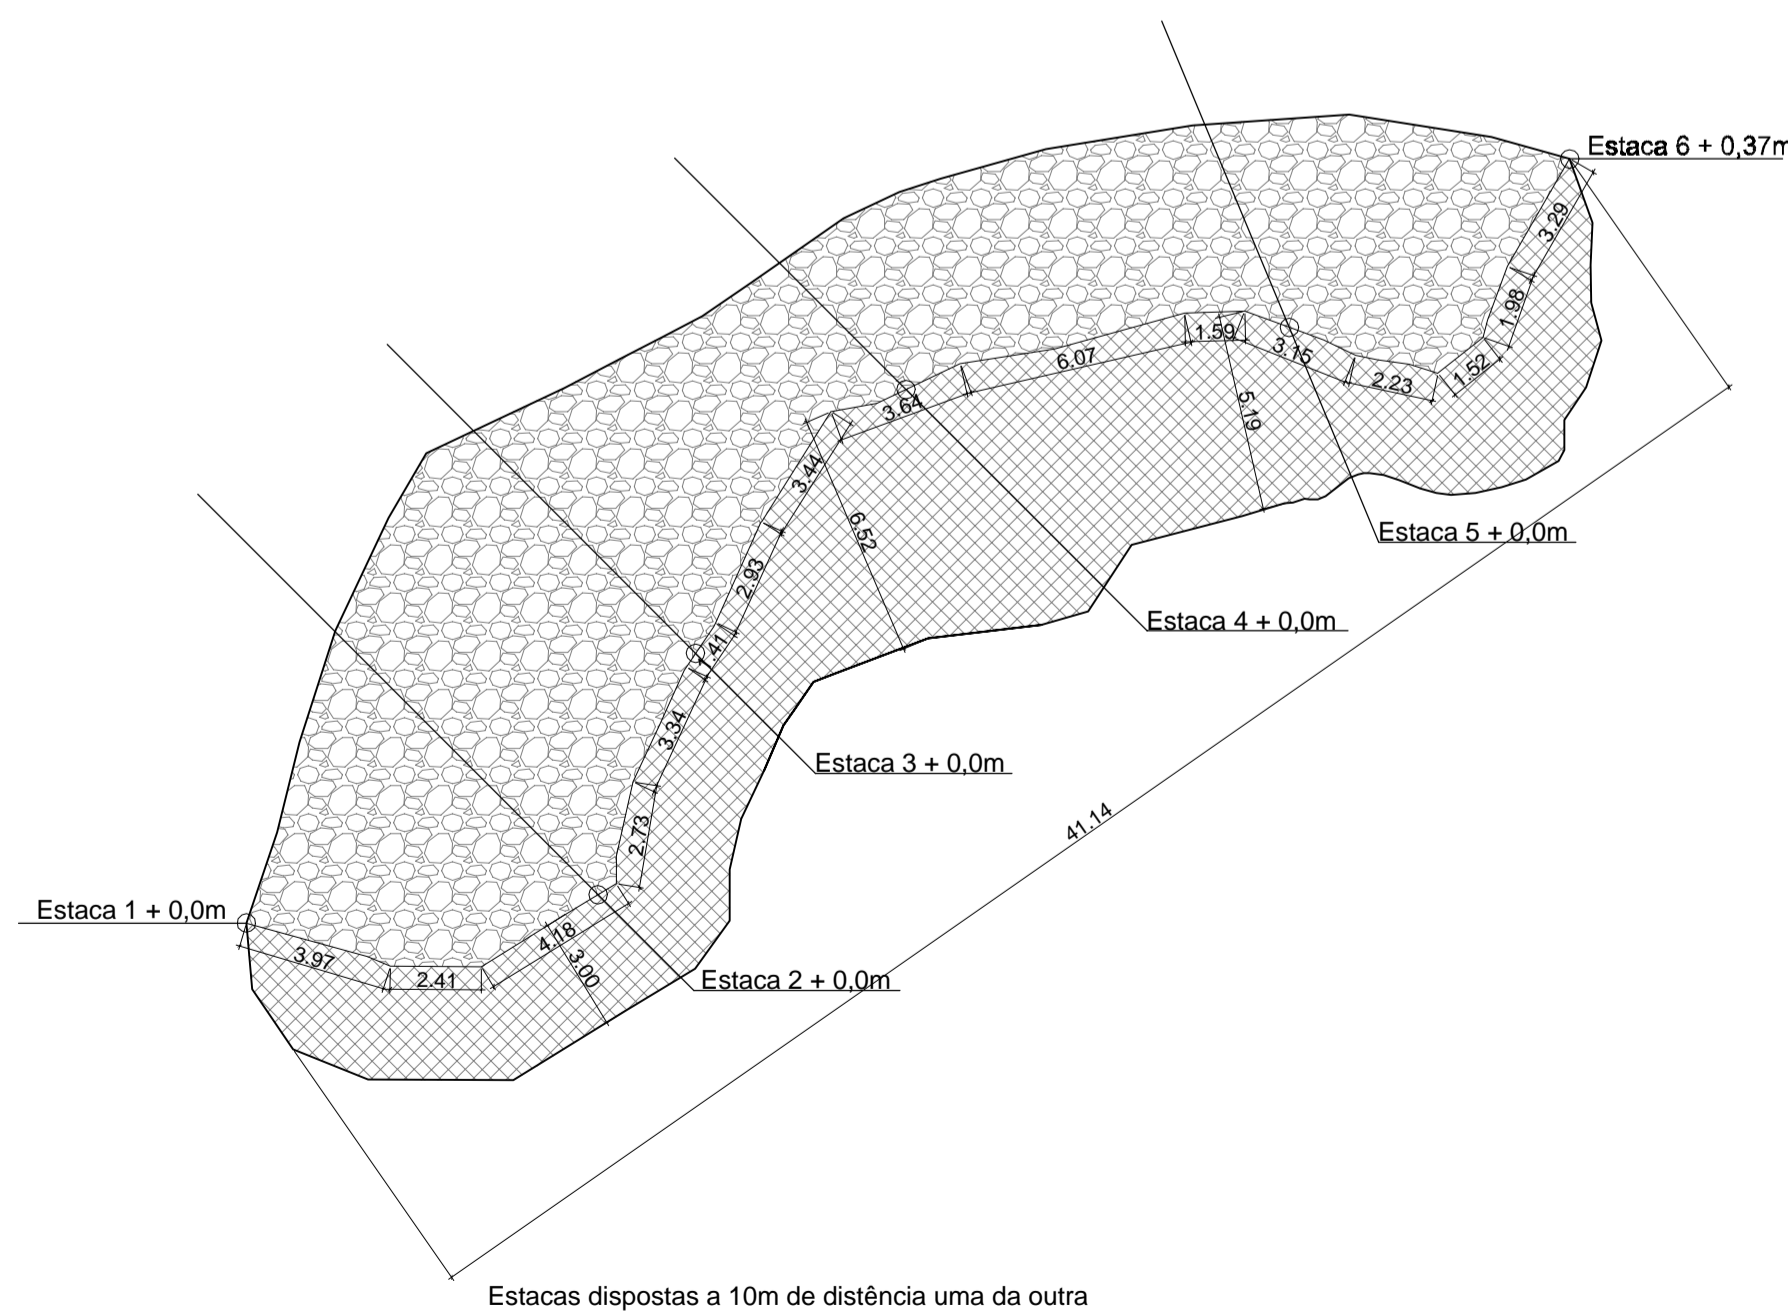 Estaca 6 + 0,37m
3.29
1.98
1.59
3.15
6.07
2.23
1.52
3.64
5.19
3.44
6.52
Estaca 5 + 0,0m
2.93
Estaca 4 + 0,0m
1.41
3.34
Estaca 3 + 0,0m
2.73
41.14
Estaca 1 + 0,0m
4.18
3.97
2.41
3.00
Estaca 2 + 0,0m
Estacas dispostas a 10m de distência uma da outra